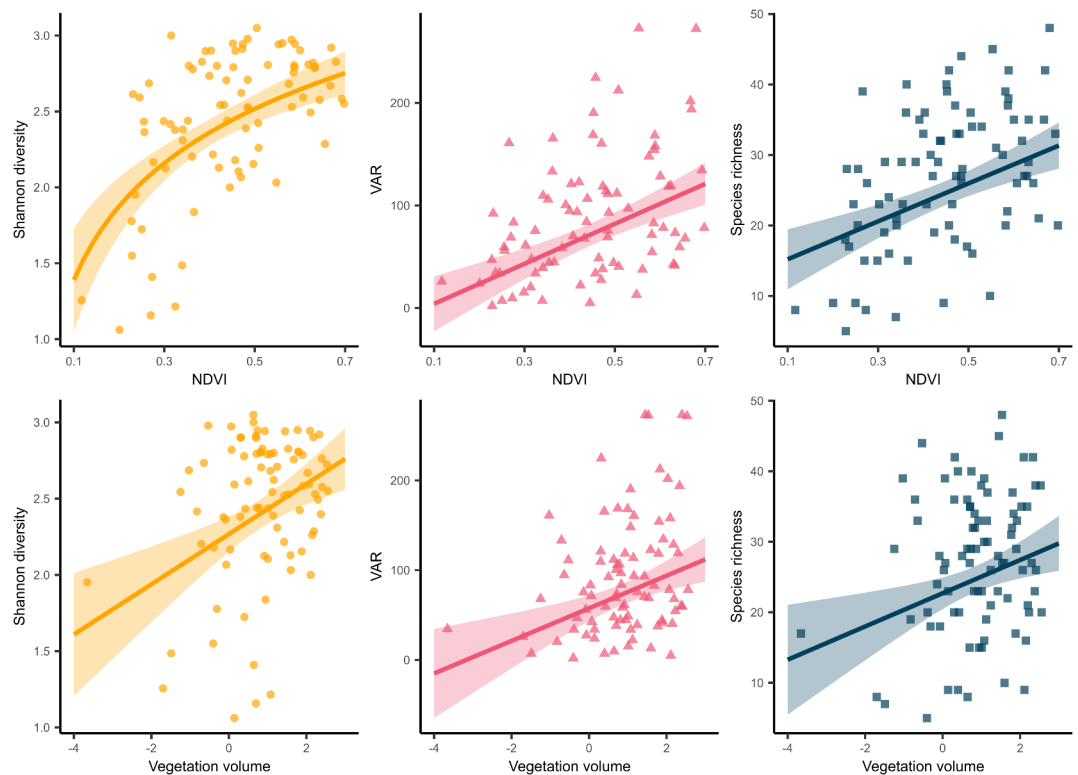 3.0
2.5
2.0
1.5
1.0
Shannon diversity
0.1 0.3 0.5 0.7
NDVI
200
100
0
VAR
0.1 0.3 0.5 0.7
NDVI
50
40
30
20
10
Species richness
0.1 0.3 0.5 0.7
NDVI
3.0
2.5
2.0
1.5
1.0
Shannon diversity
-4 -2 0 2
Vegetation volume
200
100
0
VAR
-4 -2 0 2
Vegetation volume
50
40
30
20
10
Species richness
-4 -2 0 2
Vegetation volume